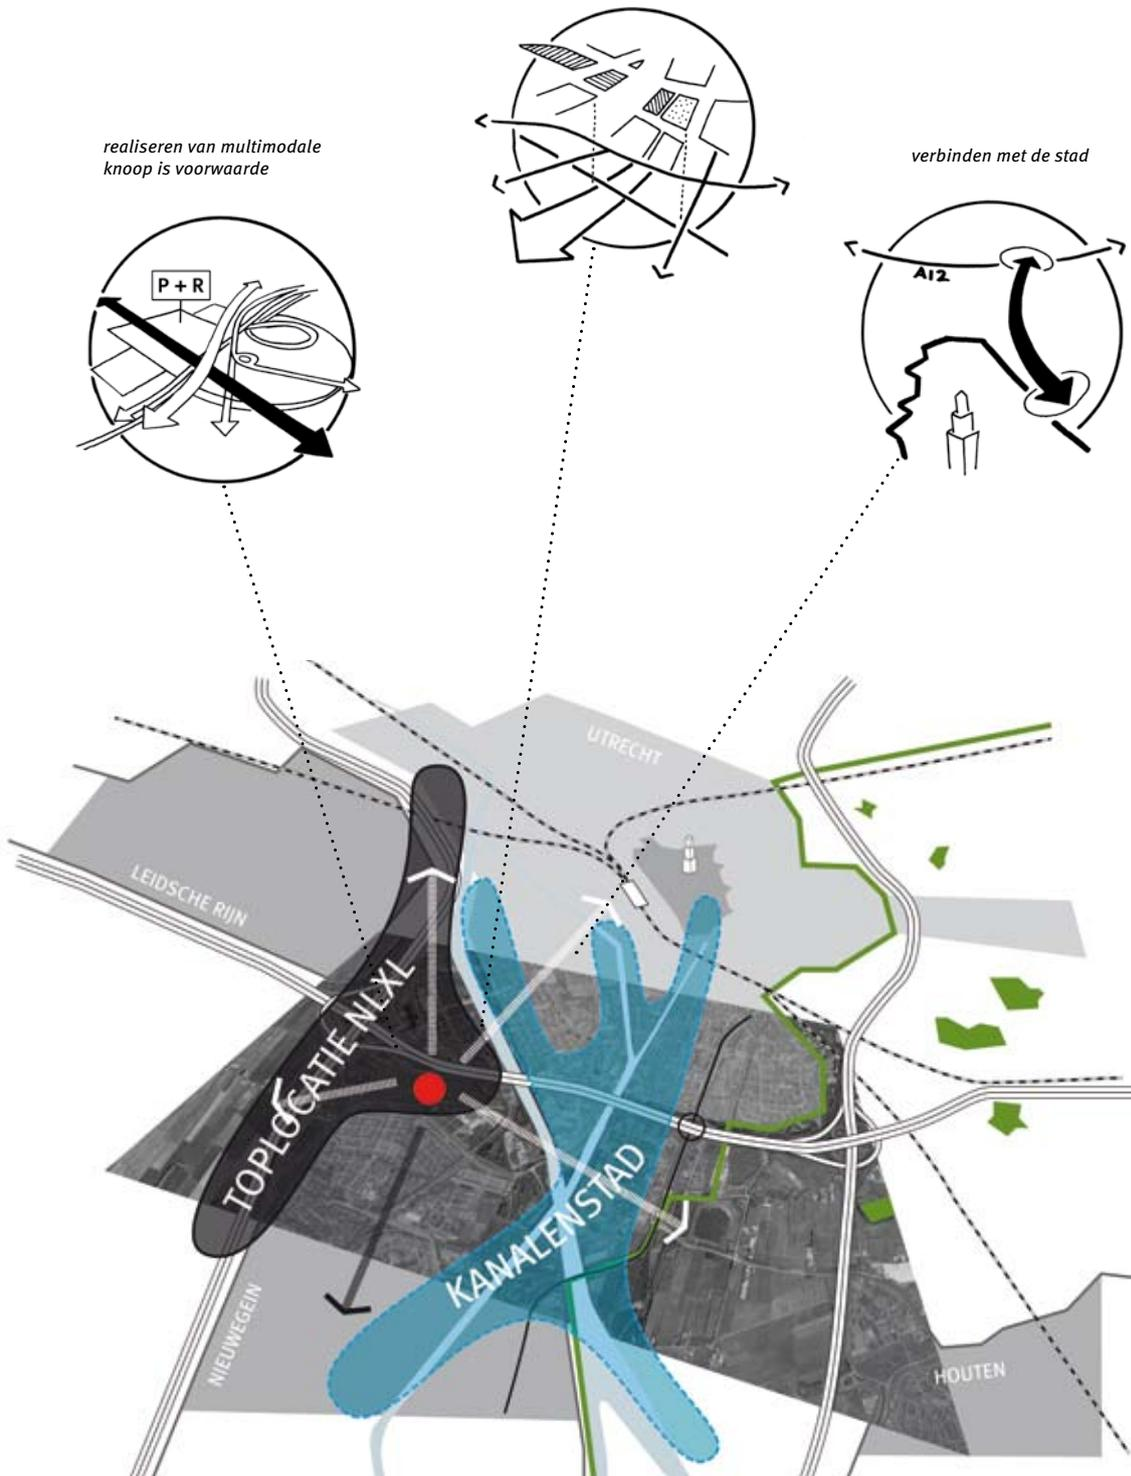 realiseren van multimodale
knoop is voorwaarde
verbinden met de stad
P + R
A12
UTRECHT
LEIDSCHE RIJN
TOPLOCATIE NLXL
KANALENSTAD
NIEUWEGEIN
HOUTEN